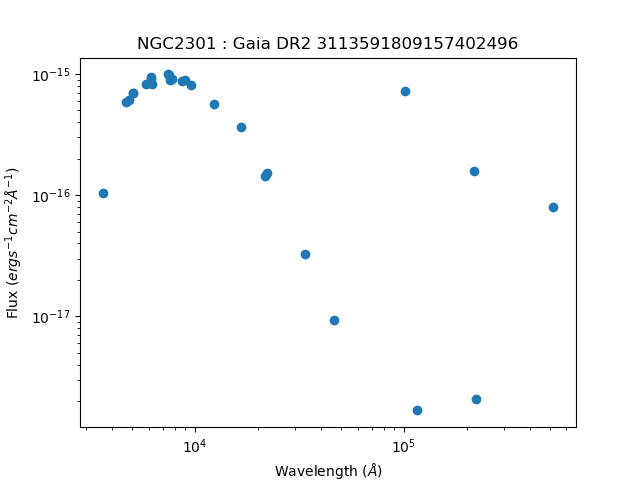 NGC2301 : Gaia DR2 3113591809157402496
Flux (ergs⁻¹cm⁻²Å⁻¹)
10⁻¹⁵
10⁻¹⁶
10⁻¹⁷
10⁴ 10⁵
Wavelength (Å)